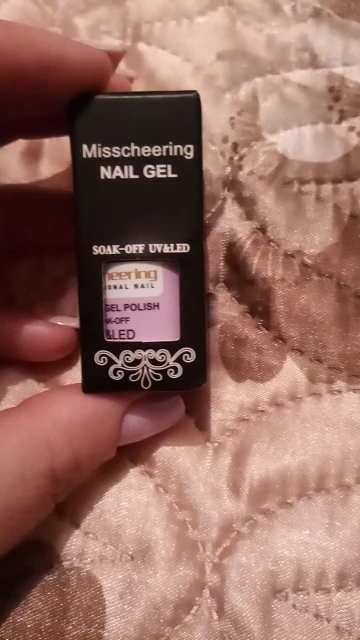 Misscheering
NAIL GEL
SOAK-OFF UV&LED
heering
ONAL NAIL
GEL POLISH
K-OFF
&LED